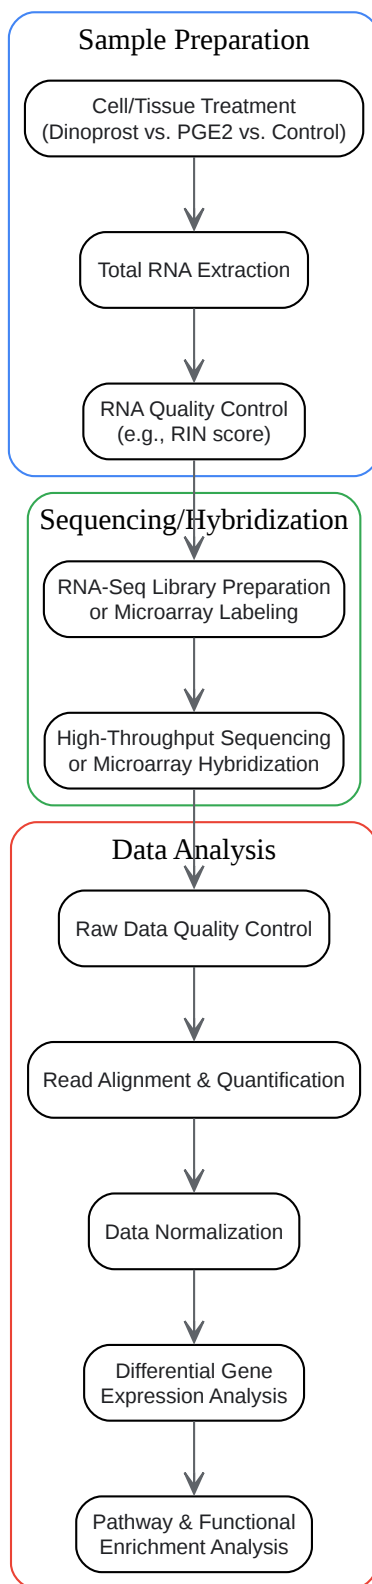 Sample Preparation
Cell/Tissue Treatment
(Dinoprost vs. PGE2 vs. Control)
Total RNA Extraction
RNA Quality Control
(e.g., RIN score)
Sequencing/Hybridization
RNA-Seq Library Preparation
or Microarray Labeling
High-Throughput Sequencing
or Microarray Hybridization
Data Analysis
Raw Data Quality Control
Read Alignment & Quantification
Data Normalization
Differential Gene
Expression Analysis
Pathway & Functional
Enrichment Analysis